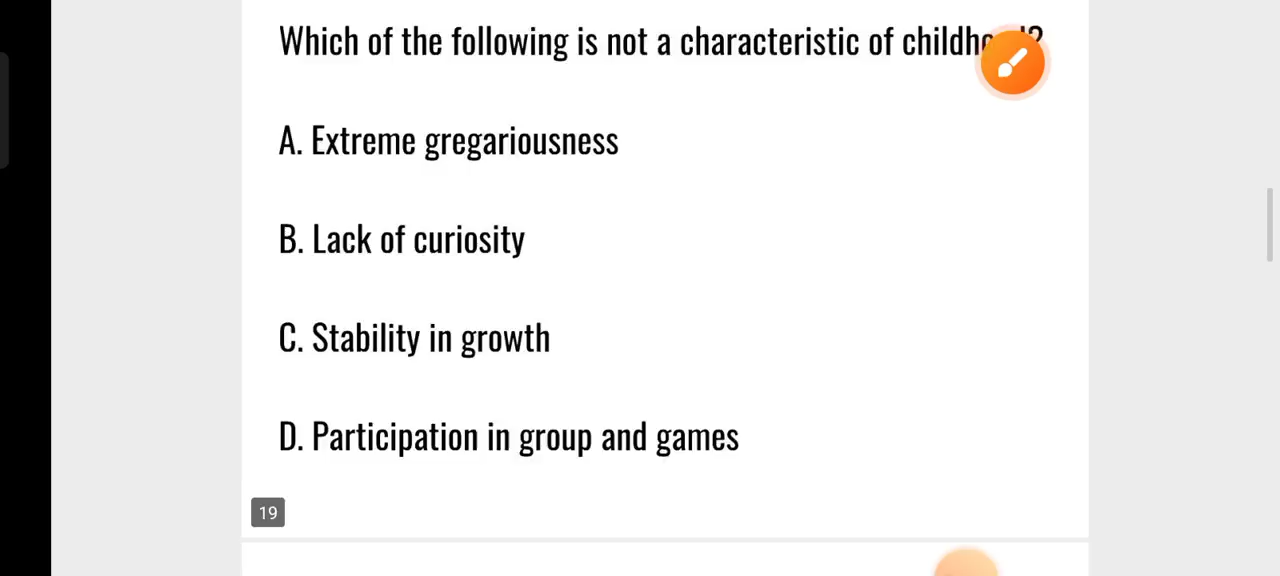 Which of the following is not a characteristic of
A. Extreme gregariousness
B. Lack of curiosity
C. Stability in growth
D. Participation in group and games
19